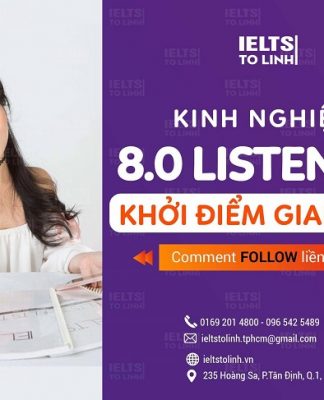 IELTS
TO LINH
KINH NGHIỆ
8.0 LISTEN
KHỞI ĐIỂM GIA
Comment FOLLOW liền
0169 201 4800 - 096 542 5489
ieltstolinh.tphcm@gmail.com
ieltstolinh.vn
235 Hoàng Sa, P.Tân Định, Q.1,